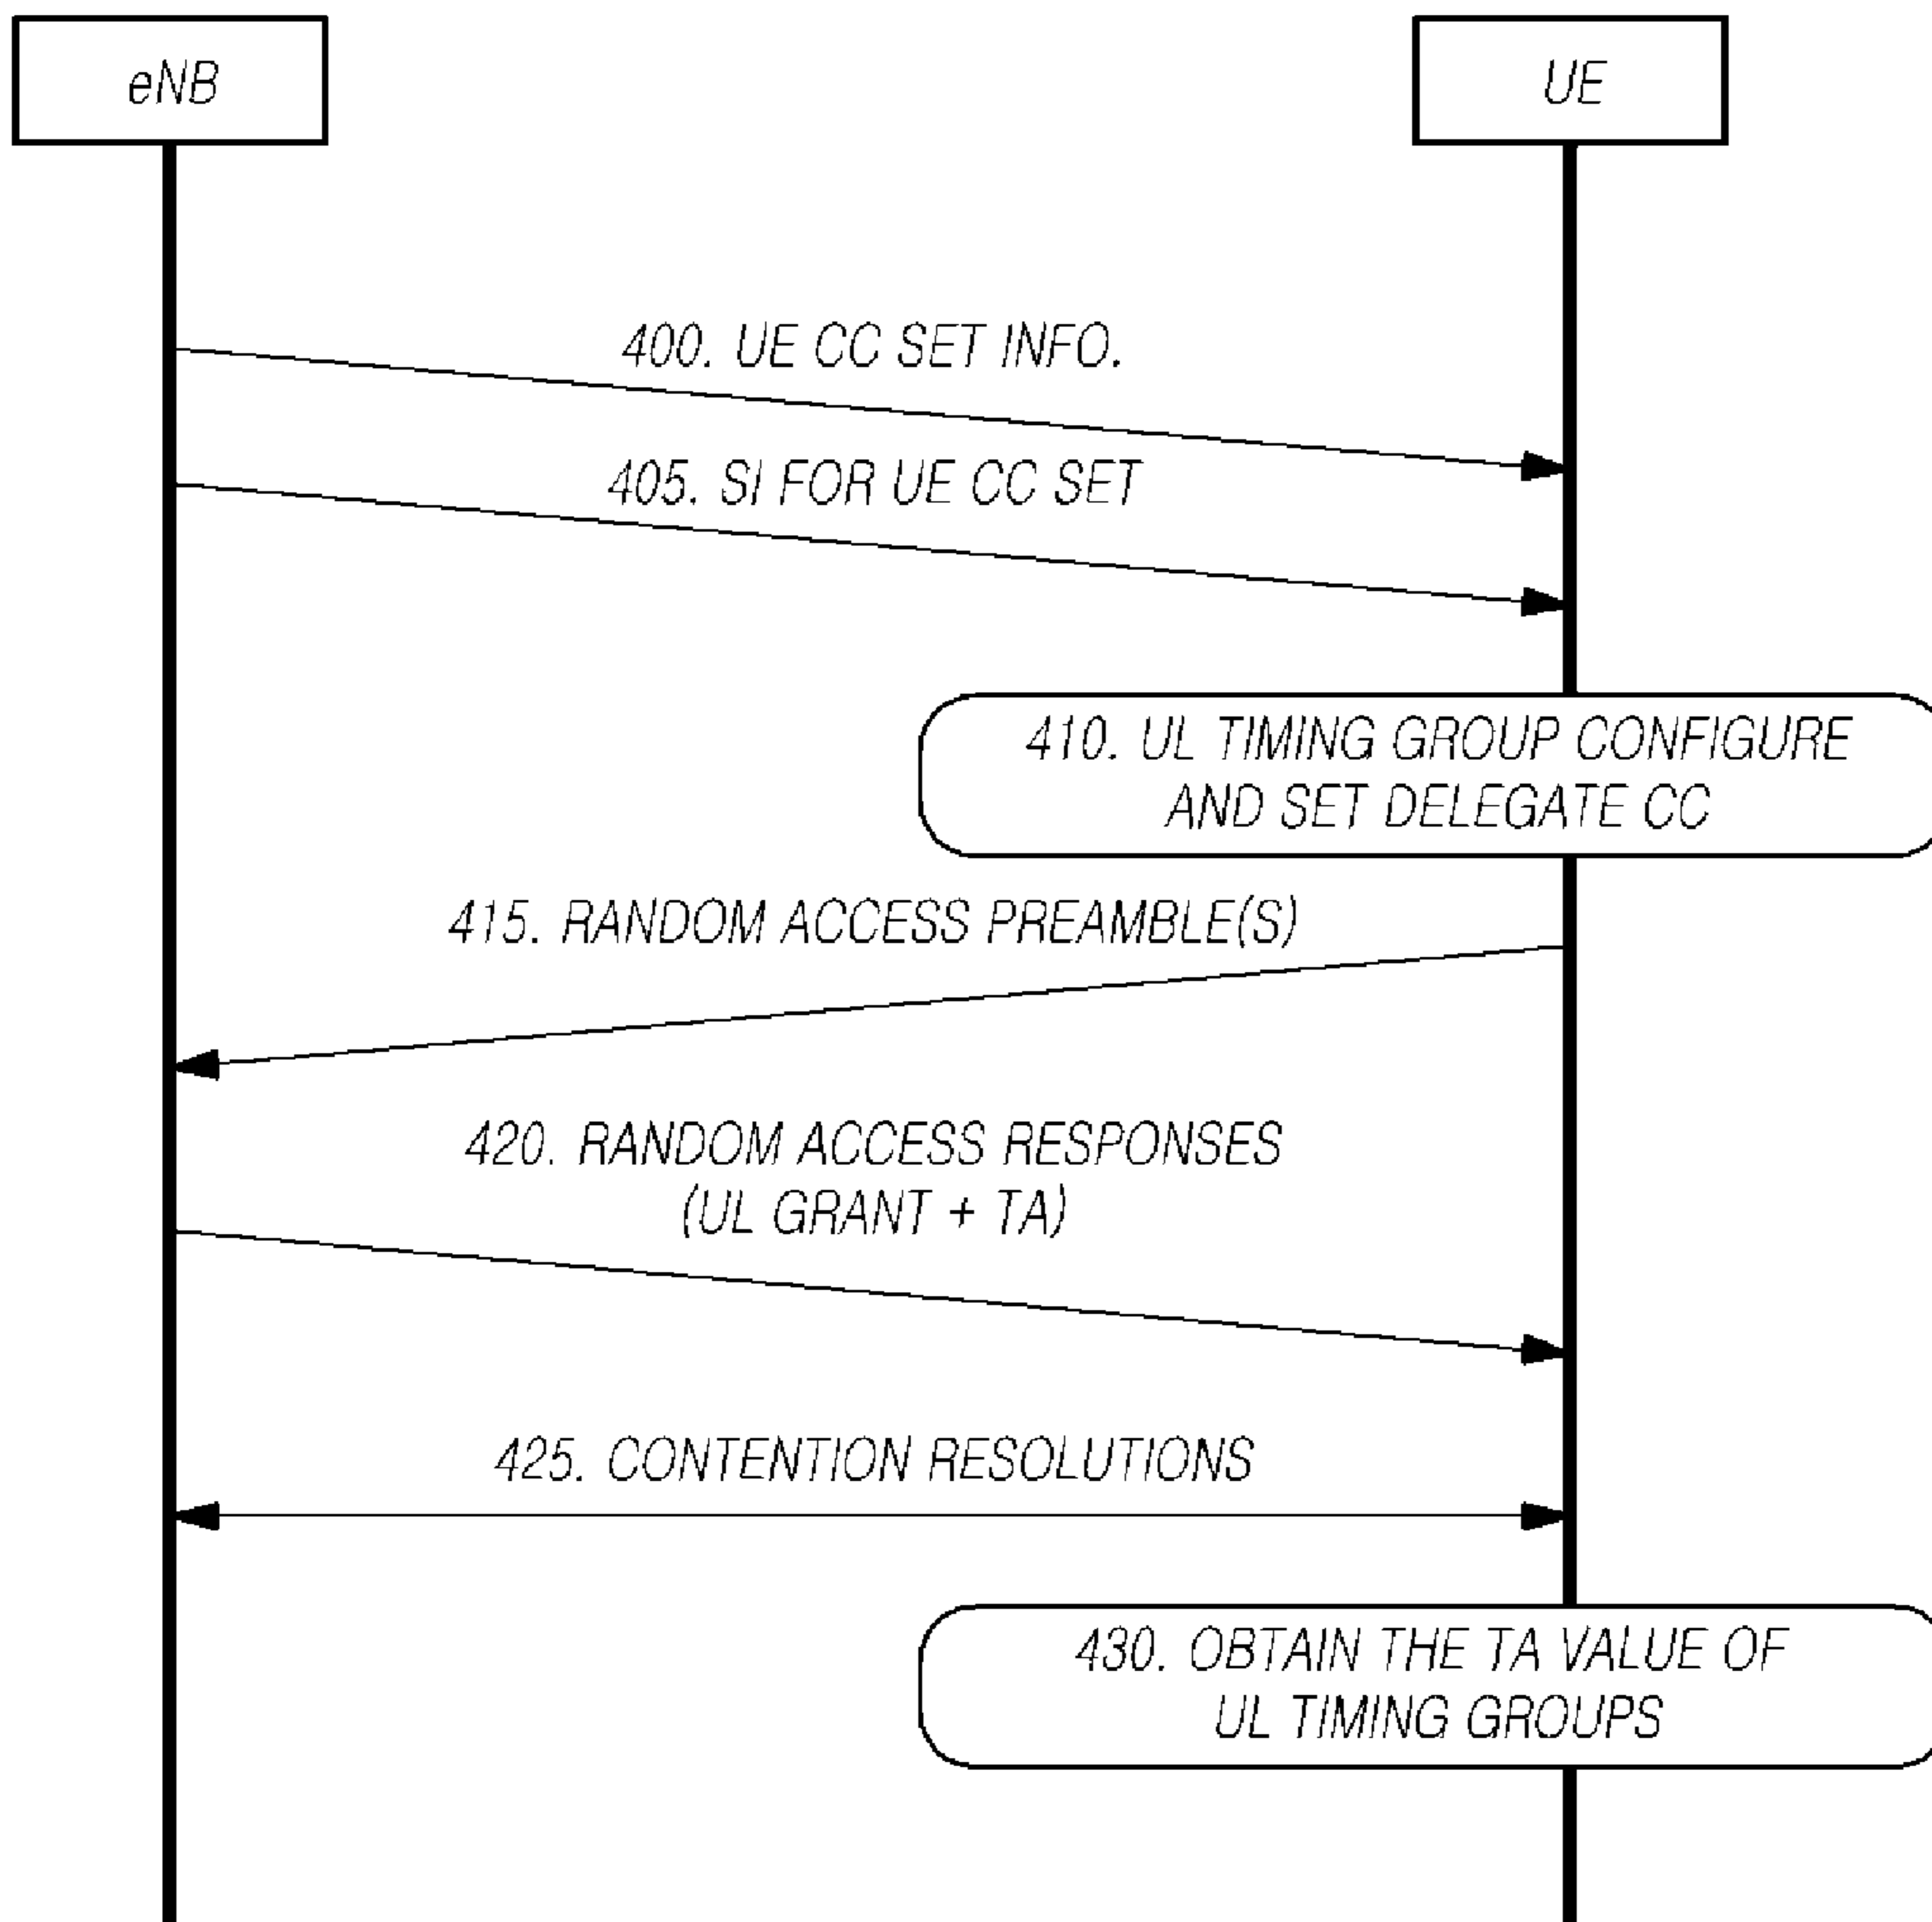 eNB
UE
400. UE CC SET INFO.
405. SI FOR UE CC SET
410. UL TIMING GROUP CONFIGURE
AND SET DELEGATE CC
415. RANDOM ACCESS PREAMBLE(S)
420. RANDOM ACCESS RESPONSES
(UL GRANT + TA)
425. CONTENTION RESOLUTIONS
430. OBTAIN THE TA VALUE OF
UL TIMING GROUPS